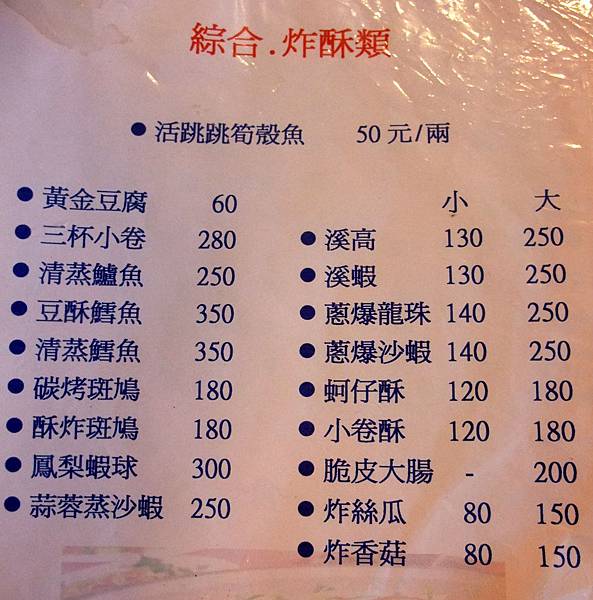 綜合.炸酥類
●活跳跳筍殼魚 50元/兩
●黃金豆腐 60
●三杯小卷 280
●清蒸鱸魚 250
●豆酥鱈魚 350
●清蒸鱈魚 350
●碳烤斑鳩 180
●酥炸斑鳩 180
●鳳梨蝦球 300
●蒜蓉蒸沙蝦 250
小 大
●溪高 130 250
●溪蝦 130 250
●蔥爆龍珠 140 250
●蔥爆沙蝦 140 250
●蚵仔酥 120 180
●小卷酥 120 180
●脆皮大腸 - 200
●炸絲瓜 80 150
●炸香菇 80 150